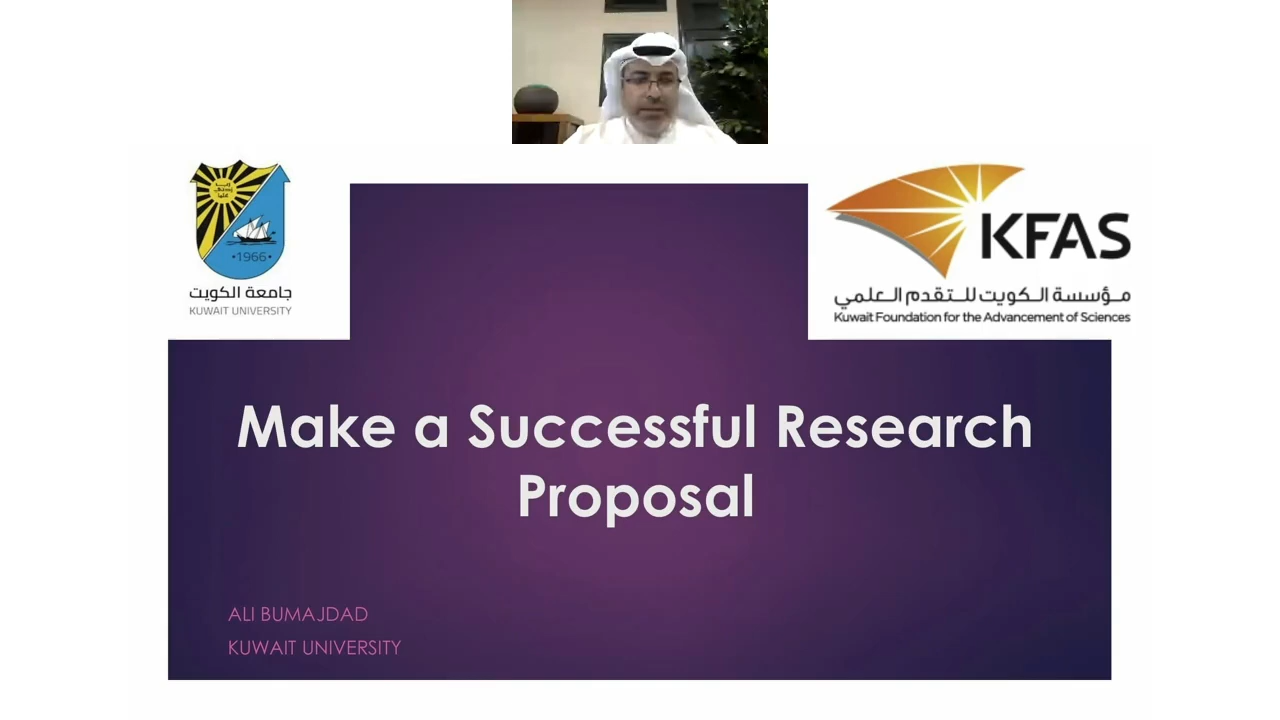 •1966•
جامعة الكويت
KUWAIT UNIVERSITY
KFAS
مؤسسة الكويت للتقدم العلمي
Kuwait Foundation for the Advancement of Sciences
Make a Successful Research
Proposal
ALI BUMAJDAD
KUWAIT UNIVERSITY